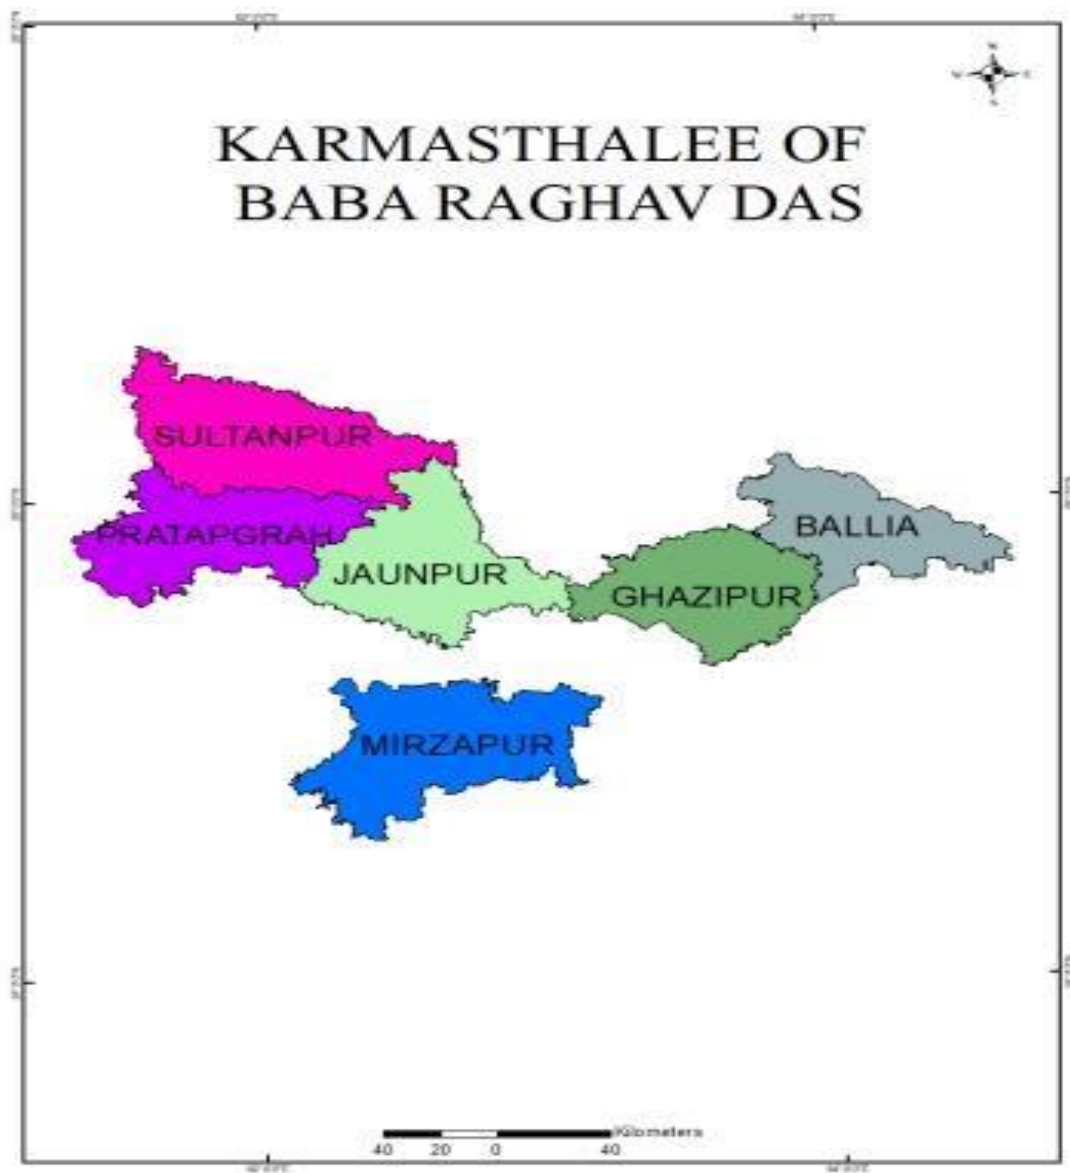 N
W E
KARMASTHALEE OF
BABA RAGHAV DAS
SULTANPUR
PRATAPGRAH
BALLIA
JAUNPUR
GHAZIPUR
MIRZAPUR
Kilometers
40 20 0 40